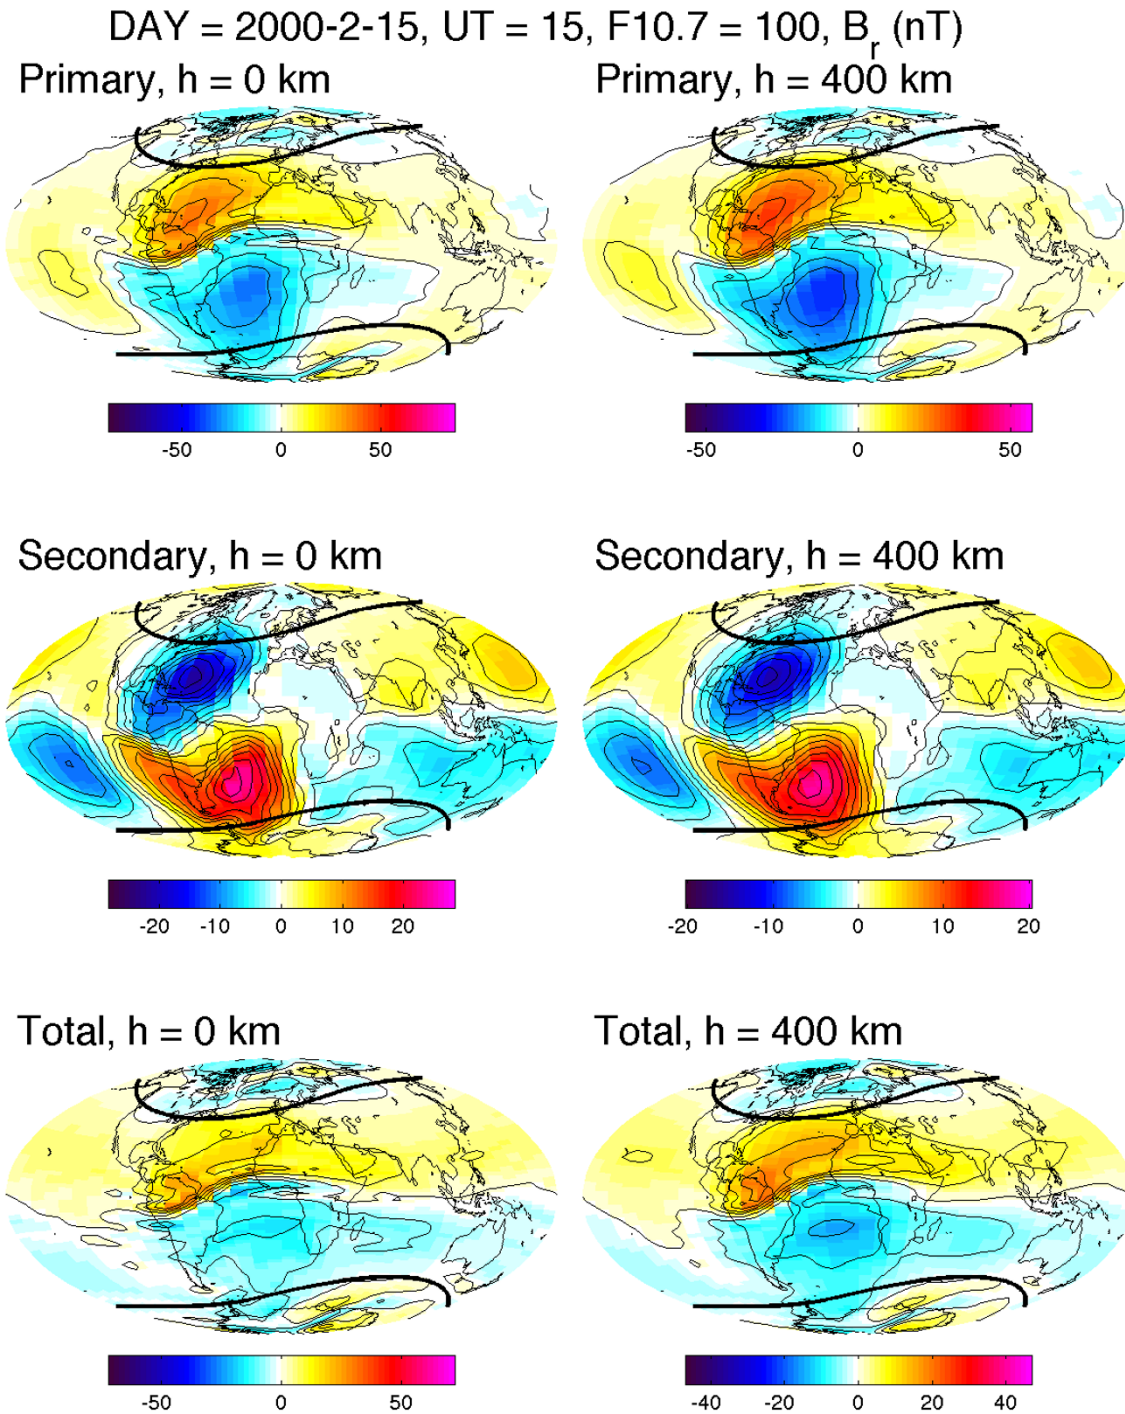 DAY = 2000-2-15, UT = 15, F10.7 = 100, B_r (nT)
Primary, h = 0 km
Primary, h = 400 km
-50 0 50
-50 0 50
Secondary, h = 0 km
Secondary, h = 400 km
-20 -10 0 10 20
-20 -10 0 10 20
Total, h = 0 km
Total, h = 400 km
-50 0 50
-40 -20 0 20 40